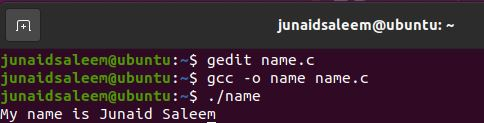 junaidsaleem@ubuntu: ~
junaidsaleem@ubuntu:~$ gedit name.c
junaidsaleem@ubuntu:~$ gcc -o name name.c
junaidsaleem@ubuntu:~$ ./name
My name is Junaid Saleem